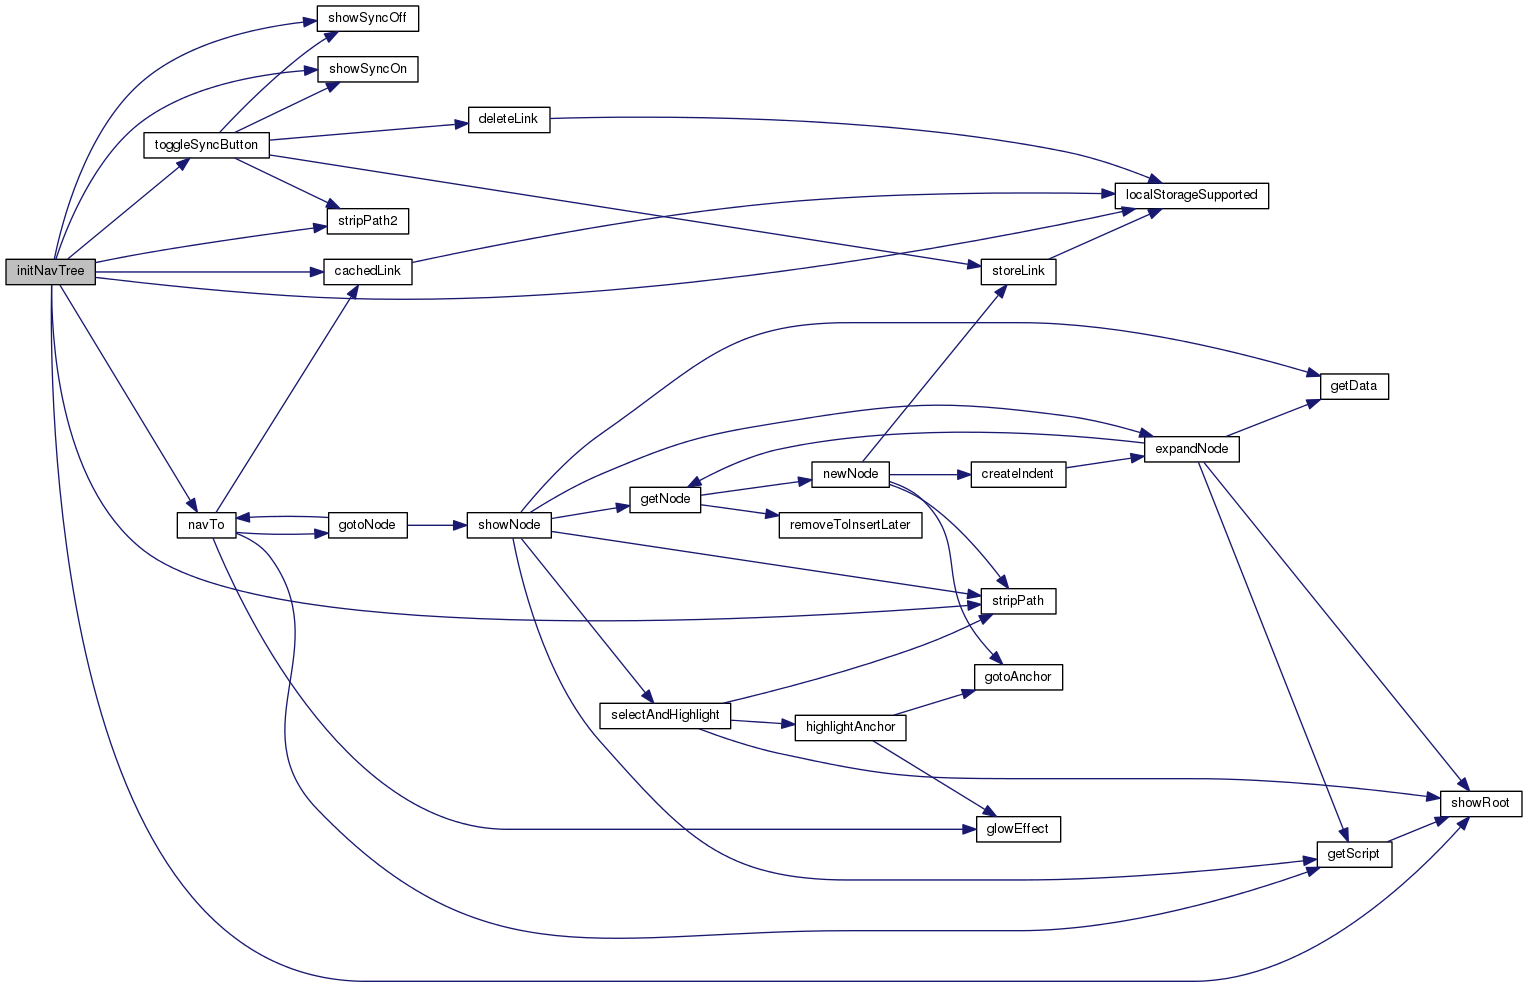 showSyncOff
showSyncOn
deleteLink
toggleSyncButton
localStorageSupported
stripPath2
initNavTree
cachedLink
storeLink
getData
expandNode
newNode
createIndent
getNode
navTo
gotoNode
showNode
removeToInsertLater
stripPath
gotoAnchor
selectAndHighlight
highlightAnchor
showRoot
glowEffect
getScript